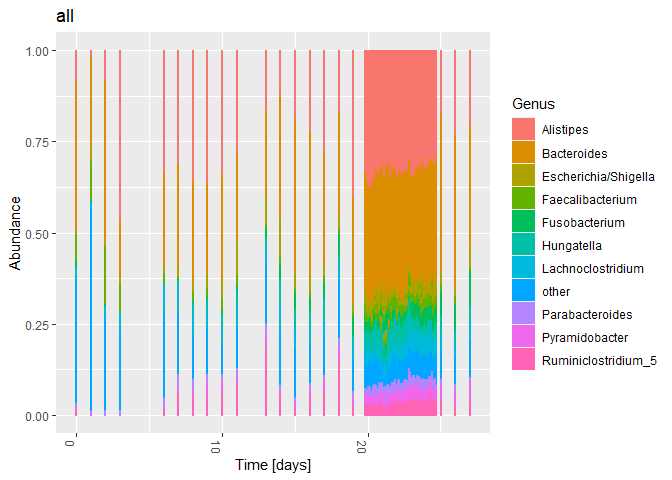 all
1.00
0.75
0.50
0.25
0.00
Abundance
0
10
20
Time [days]
Genus
Alistipes
Bacteroides
Escherichia/Shigella
Faecalibacterium
Fusobacterium
Hungatella
Lachnoclostridium
other
Parabacteroides
Pyramidobacter
Ruminiclostridium_5